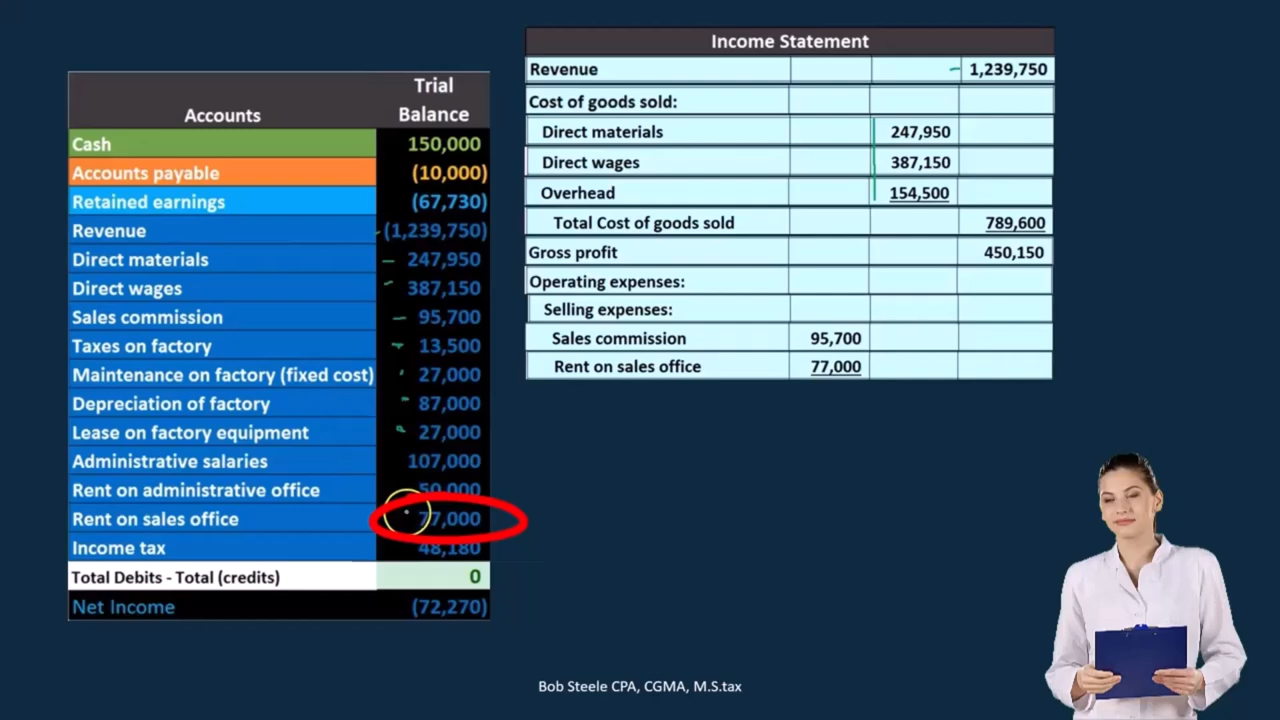 Trial
Accounts Balance
Cash 150,000
Accounts payable (10,000)
Retained earnings (67,730)
Revenue (1,239,750)
Direct materials 247,950
Direct wages 387,150
Sales commission 95,700
Taxes on factory 13,500
Maintenance on factory (fixed cost) 27,000
Depreciation of factory 87,000
Lease on factory equipment 27,000
Administrative salaries 107,000
Rent on administrative office 50,000
Rent on sales office 77,000
Income tax 48,180
Total Debits - Total (credits) 0
Net Income (72,270)
Income Statement
Revenue 1,239,750
Cost of goods sold:
Direct materials 247,950
Direct wages 387,150
Overhead 154,500
Total Cost of goods sold 789,600
Gross profit 450,150
Operating expenses:
Selling expenses:
Sales commission 95,700
Rent on sales office 77,000
Bob Steele CPA, CGMA, M.S.tax